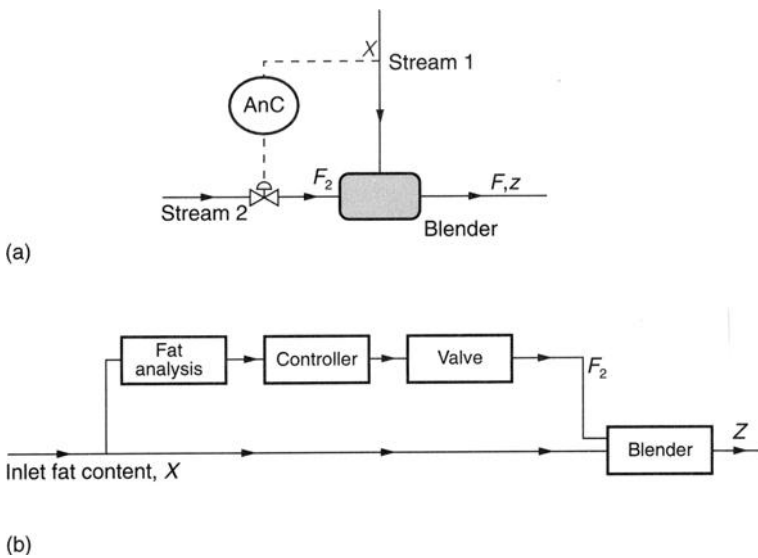 X
Stream 1
AnC
F₂
F,z
Stream 2
Blender
(a)
Fat
analysis
Controller
Valve
F₂
Z
Blender
Inlet fat content, X
(b)